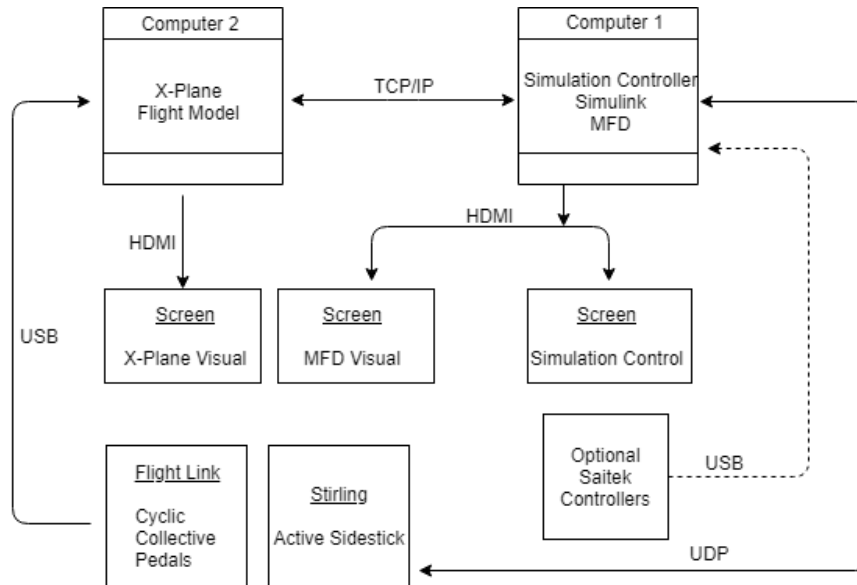 Computer 2
X-Plane
Flight Model
TCP/IP
Computer 1
Simulation Controller
Simulink
MFD
HDMI
HDMI
Screen
X-Plane Visual
Screen
MFD Visual
Screen
Simulation Control
USB
Flight Link
Cyclic
Collective
Pedals
Stirling
Active Sidestick
Optional
Saitek
Controllers
USB
UDP